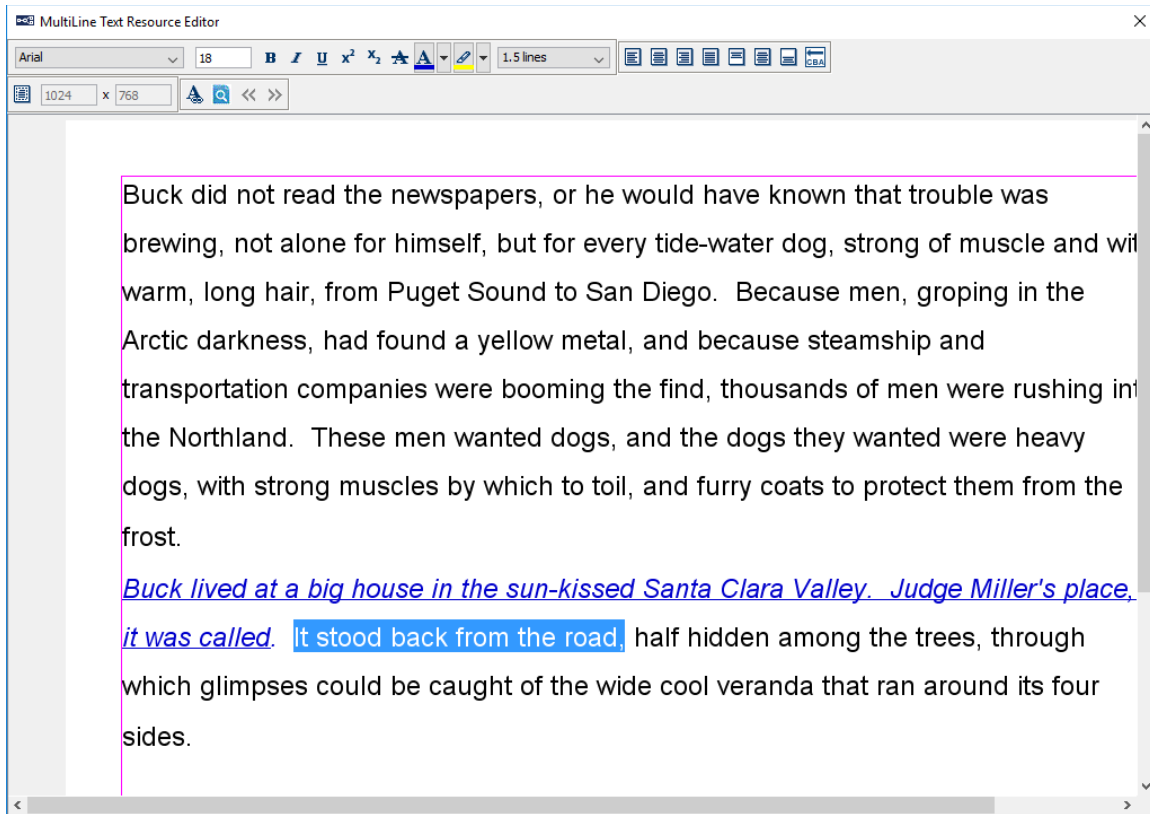 MultiLine Text Resource Editor
Arial 18 B I U x² X₂ A A 1.5 lines CBA
1024 x 768 A
Buck did not read the newspapers, or he would have known that trouble was
brewing, not alone for himself, but for every tide-water dog, strong of muscle and wit
warm, long hair, from Puget Sound to San Diego.  Because men, groping in the
Arctic darkness, had found a yellow metal, and because steamship and
transportation companies were booming the find, thousands of men were rushing int
the Northland.  These men wanted dogs, and the dogs they wanted were heavy
dogs, with strong muscles by which to toil, and furry coats to protect them from the
frost.
Buck lived at a big house in the sun-kissed Santa Clara Valley.  Judge Miller's place,
it was called.  It stood back from the road, half hidden among the trees, through
which glimpses could be caught of the wide cool veranda that ran around its four
sides.